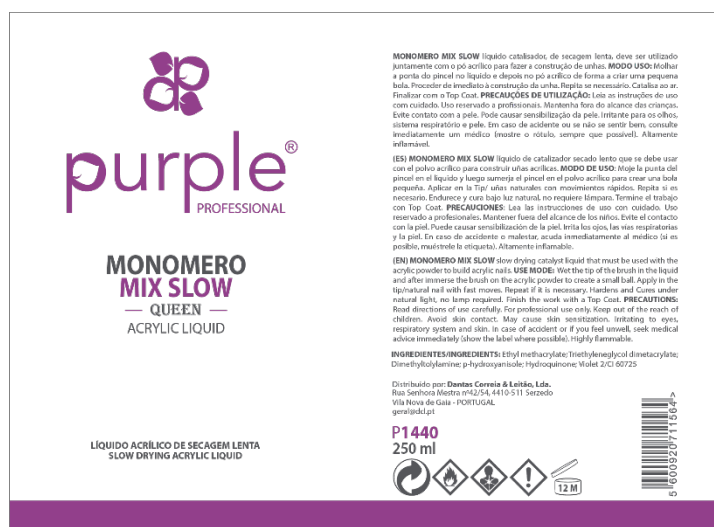 purple®
PROFESSIONAL
MONOMERO
MIX SLOW
QUEEN
ACRYLIC LIQUID
LÍQUIDO ACRÍLICO DE SECAGEM LENTA
SLOW DRYING ACRYLIC LIQUID
MONOMERO MIX SLOW líquido catalisador, de secagem lenta, deve ser utilizado
juntamente com o pó acrílico para fazer a construção de unhas. MODO USO: Molhar
a ponta do pincel no líquido e depois no pó acrílico de forma a criar uma pequena
bola. Proceder de imediato à construção da unha. Repita se necessário. Catalisa ao ar.
Finalizar com o Top Coat. PRECAUÇÕES DE UTILIZAÇÃO: Leia as instruções de uso
com cuidado. Uso reservado a profissionais. Mantenha fora do alcance das crianças.
Evite contato com a pele. Pode causar sensibilização da pele. Irritante para os olhos,
sistema respiratório e pele. Em caso de acidente ou se não se sentir bem, consulte
imediatamente um médico (mostre o rótulo, sempre que possível). Altamente
inflamável.
(ES) MONOMERO MIX SLOW liquido de catalizador secado lento que se debe usar
con el polvo acrílico para construir uñas acrílicas. MODO DE USO: Moje la punta del
pincel en el líquido y luego sumerja el pincel en el polvo acrílico para crear una bola
pequeña. Aplicar en la Tip/ uñas naturales con movimientos rápidos. Repita si es
necesario. Endurece y cura bajo luz natural, no requiere lámpara. Termine el trabajo
con Top Coat. PRECAUCIONES: Lea las instrucciones de uso con cuidado. Uso
reservado a profesionales. Mantener fuera del alcance de los niños. Evite el contacto
con la piel. Puede causar sensibilización de la piel. Irrita los ojos, las vías respiratorias
y la piel. En caso de accidente o malestar, acuda inmediatamente al médico (si es
posible, muéstrele la etiqueta). Altamente inflamable.
(EN) MONOMERO MIX SLOW slow drying catalyst liquid that must be used with the
acrylic powder to build acrylic nails. USE MODE: Wet the tip of the brush in the liquid
and after immerse the brush on the acrylic powder to create a small ball. Apply in the
tip/natural nail with fast moves. Repeat if it is necessary. Hardens and Cures under
natural light, no lamp required. Finish the work with a Top Coat. PRECAUTIONS:
Read directions of use carefully. For professional use only. Keep out of the reach of
children. Avoid skin contact. May cause skin sensitization. Irritating to eyes,
respiratory system and skin. In case of accident or if you feel unwell, seek medical
advice immediately (show the label where possible). Highly flammable.
INGREDIENTES/INGREDIENTS: Ethyl methacrylate; Triethyleneglycol dimetacrylate;
Dimethyltolylamine; p-hydroxyanisole; Hydroquinone; Violet 2/CI 60725
Distribuido por: Dantas Correia & Leitão, Lda.
Rua Senhora Mestra nº42/54, 4410-511 Serzedo
Vila Nova de Gaia - PORTUGAL
geral@dcl.pt
P1440
250 ml
12 M
5 600920 711564 >